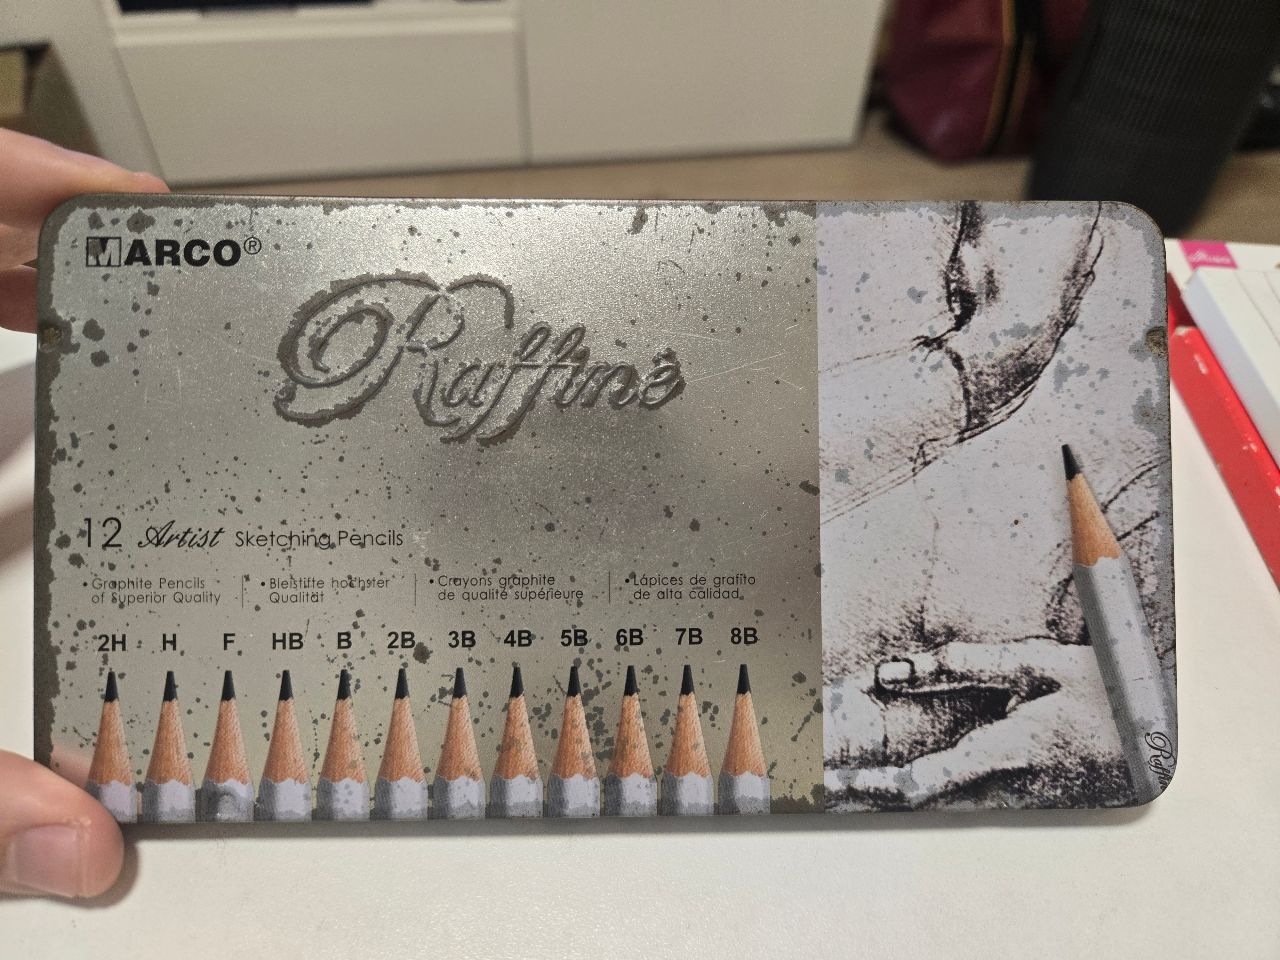 MARCO®
Raffiné
12 Artist Sketching Pencils
• Graphite Pencils
of Superior Quality
• Bleistifte höchster
Qualität
• Crayons graphite
de qualité supérieure
• Lápices de grafito
de alta calidad
2H H F HB B 2B 3B 4B 5B 6B 7B 8B